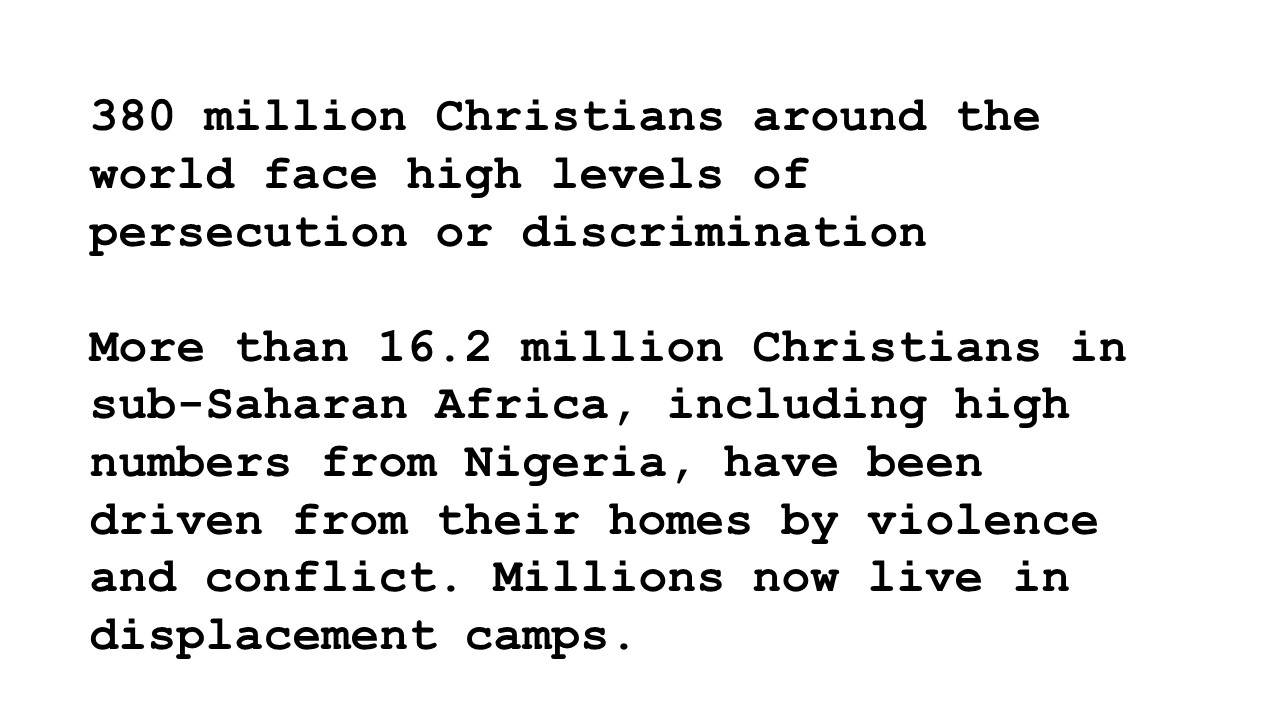 380 million Christians around the
world face high levels of
persecution or discrimination
More than 16.2 million Christians in
sub-Saharan Africa, including high
numbers from Nigeria, have been
driven from their homes by violence
and conflict. Millions now live in
displacement camps.